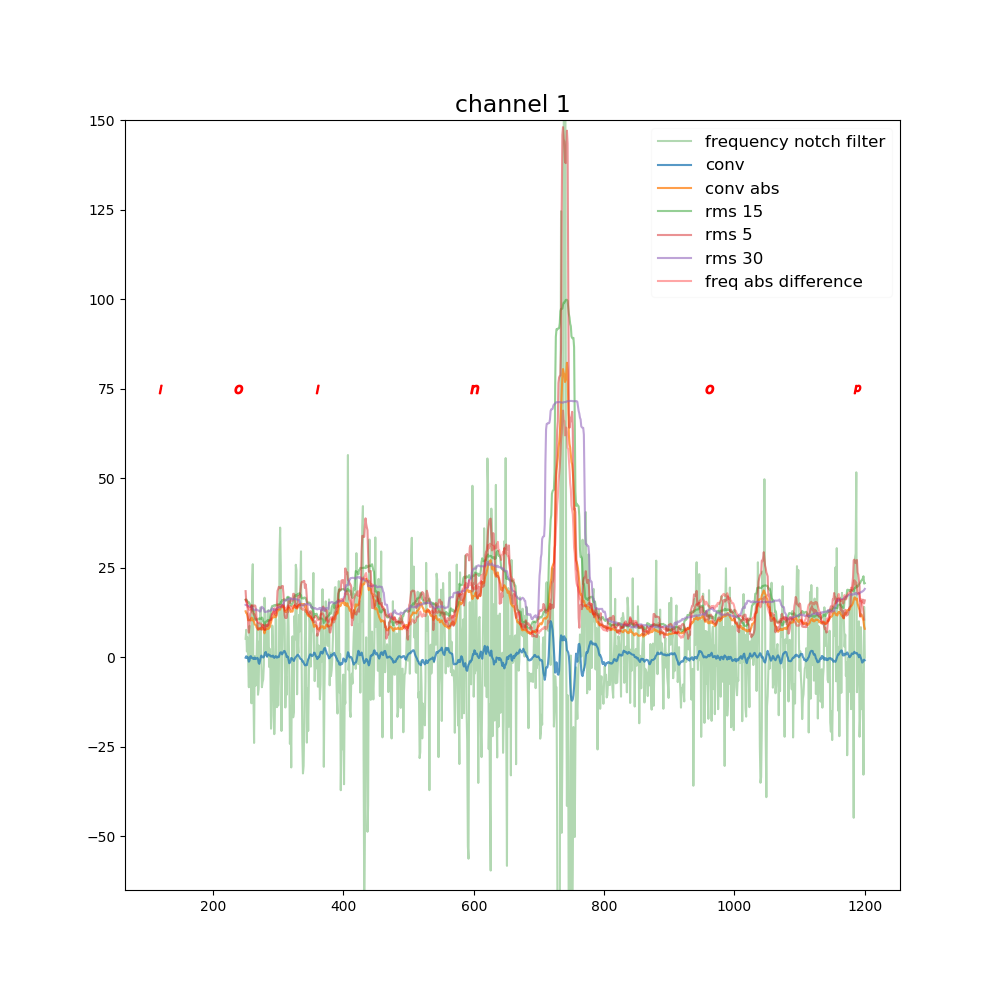 channel 1
150
125
100
75
50
25
0
−25
−50
frequency notch filter
conv
conv abs
rms 15
rms 5
rms 30
freq abs difference
l o l n o p
200 400 600 800 1000 1200